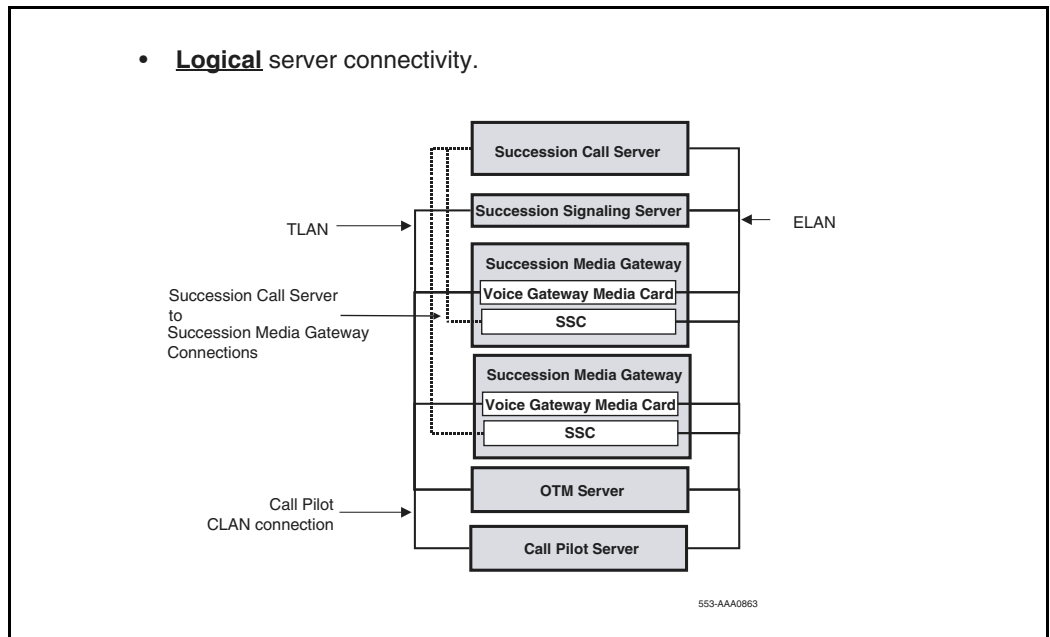 • Logical server connectivity.
Succession Call Server
Succession Signaling Server
TLAN
ELAN
Succession Media Gateway
Voice Gateway Media Card
SSC
Succession Call Server
to
Succession Media Gateway
Connections
Succession Media Gateway
Voice Gateway Media Card
SSC
OTM Server
Call Pilot
CLAN connection
Call Pilot Server
553-AAA0863